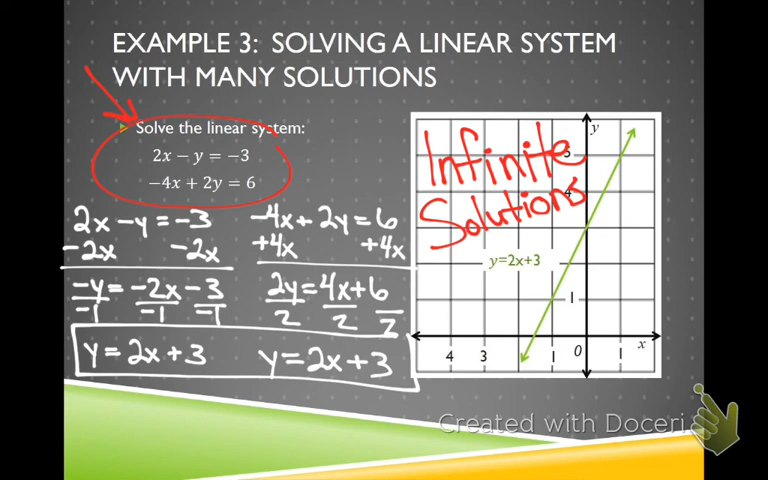 EXAMPLE 3: SOLVING A LINEAR SYSTEM
WITH MANY SOLUTIONS
Solve the linear system:
2x − y = −3
−4x + 2y = 6
2x −y = −3
−2x −2x
−y = −2x − 3
−1 −1 −1
y = 2x + 3
−4x + 2y = 6
+4x +4x
2y = 4x + 6
2 2 2
y = 2x + 3
Infinite
Solutions
y
5
4
y=2x+3
1
4 3 1 0 1 x
Created with Doceri